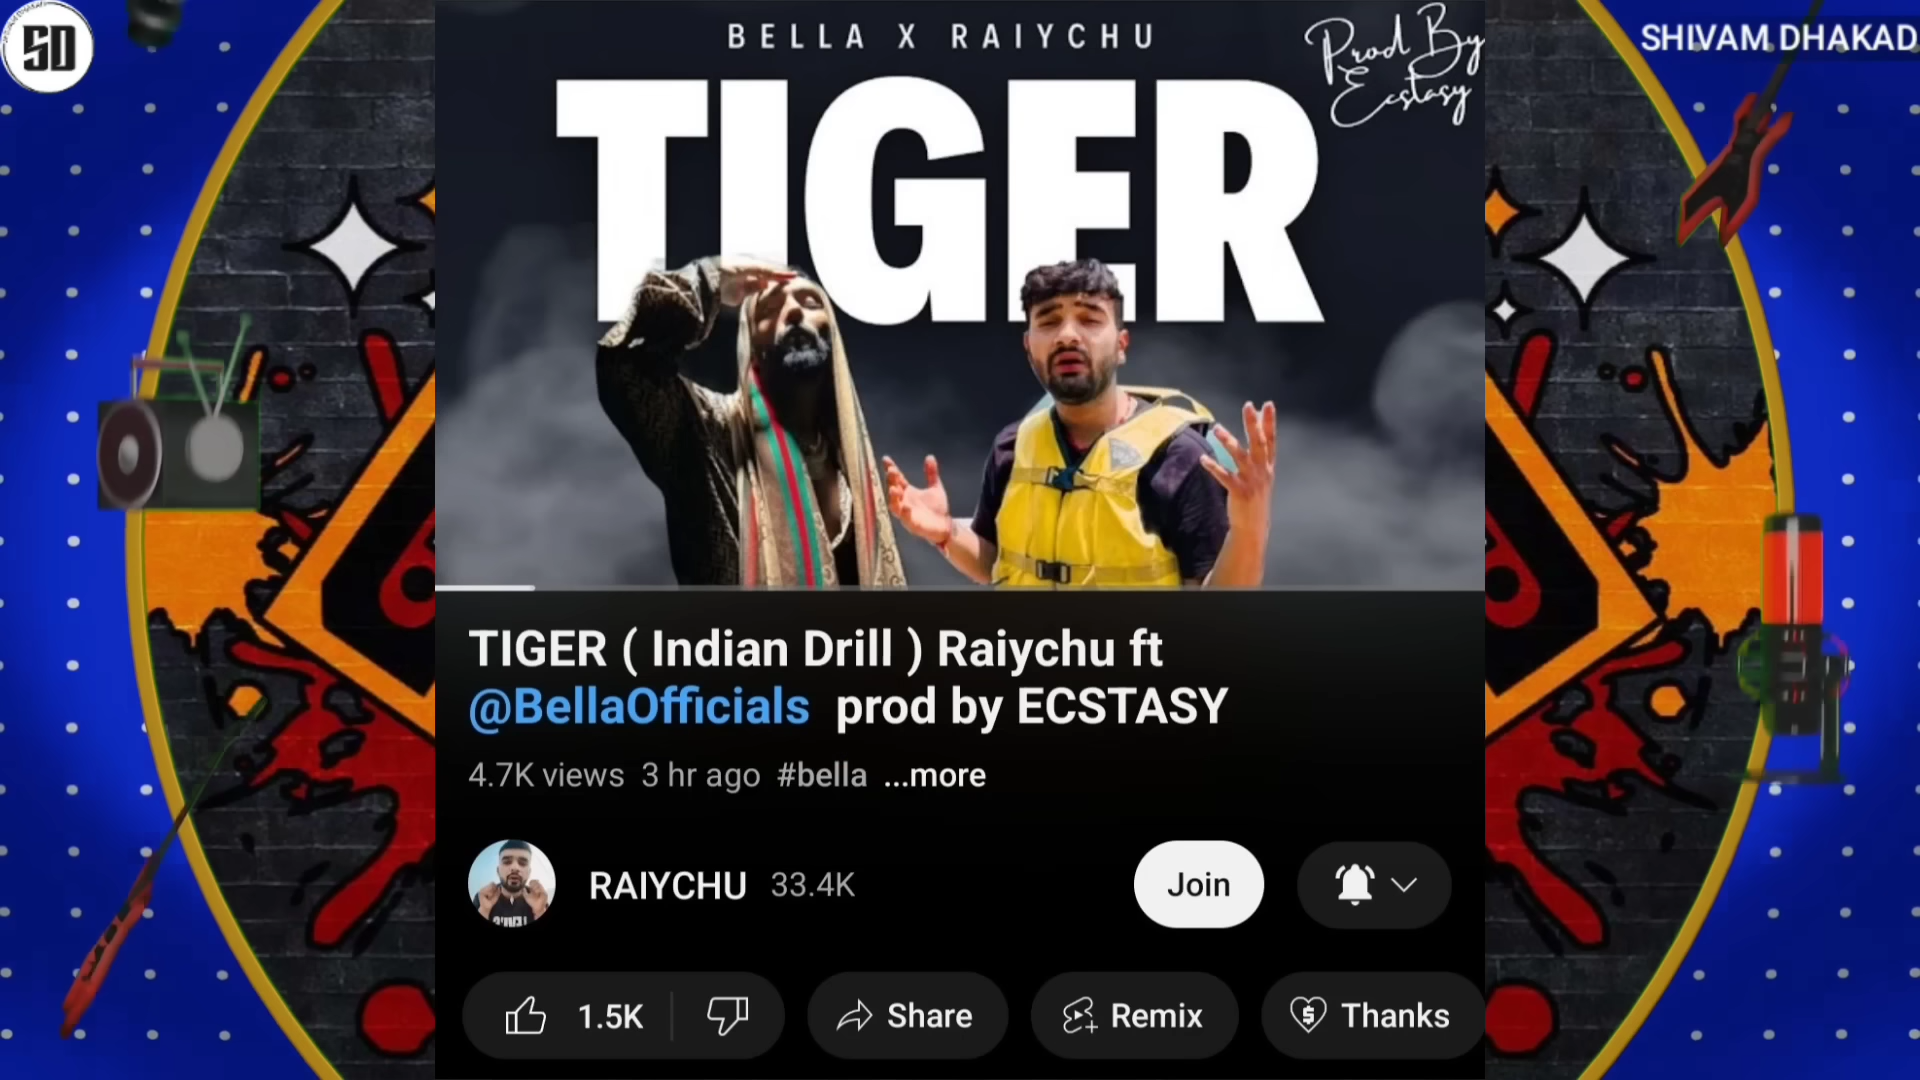 SD
SHIVAM DHAKAD
BELLA X RAIYCHU
Prod By
Ecstasy
TIGER
TIGER ( Indian Drill ) Raiychu ft
@BellaOfficials prod by ECSTASY
4.7K views 3 hr ago #bella ...more
RAIYCHU 33.4K
Join
1.5K
Share
Remix
Thanks